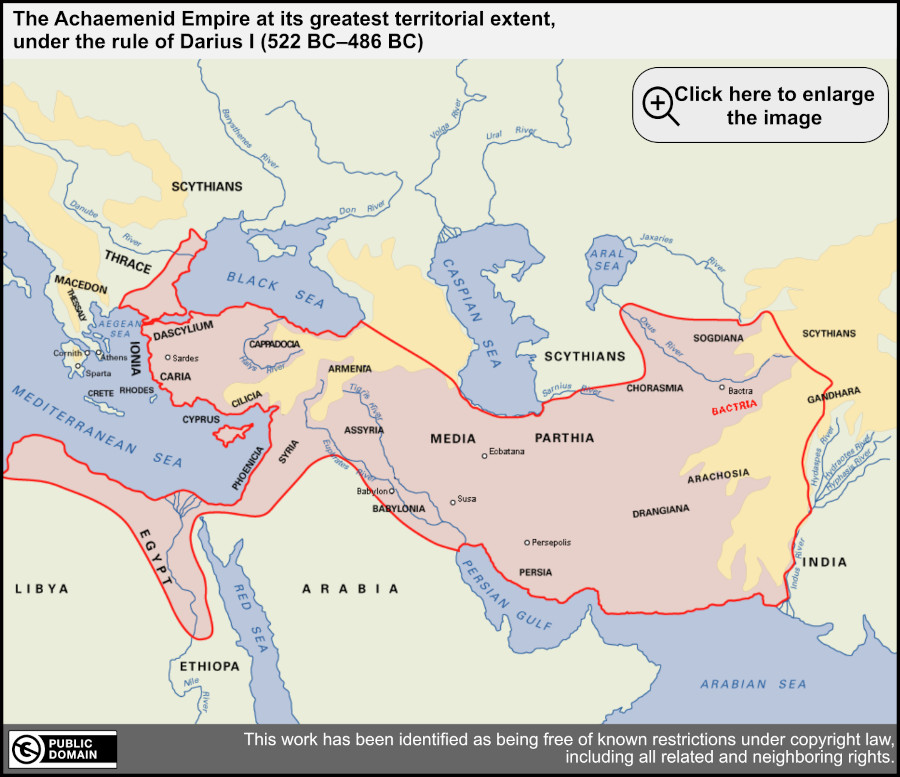 The Achaemenid Empire at its greatest territorial extent,
under the rule of Darius I (522 BC–486 BC)
Click here to enlarge
the image
Borysthenes River
Volga River
Ural River
SCYTHIANS
Danube River
Don River
Jaxaries River
THRACE
ARAL
SEA
BLACK SEA
CASPIAN SEA
MACEDON
THESSALY
AEGEAN
SEA
DASCYLIUM
Oxus River
SOGDIANA
SCYTHIANS
IONIA
CAPPADOCIA
Halys River
Cornith
Athens
Sardes
SCYTHIANS
Sparta
CARIA
ARMENIA
Sarnius River
CHORASMIA
Bactra
GANDHARA
CRETE
RHODES
CILICIA
Tigris River
BACTRIA
MEDITERRANEAN SEA
CYPRUS
ASSYRIA
MEDIA
PARTHIA
PHOENICIA
SYRIA
Euphrates River
Ecbatana
Hydaspes River
Hydraotes River
Hyphasis River
ARACHOSIA
Babylon
BABYLONIA
Susa
DRANGIANA
EGYPT
Persepolis
Indus River
INDIA
PERSIA
LIBYA
RED SEA
ARABIA
PERSIAN GULF
ETHIOPA
Nile River
ARABIAN SEA
PUBLIC
DOMAIN
This work has been identified as being free of known restrictions under copyright law,
including all related and neighboring rights.